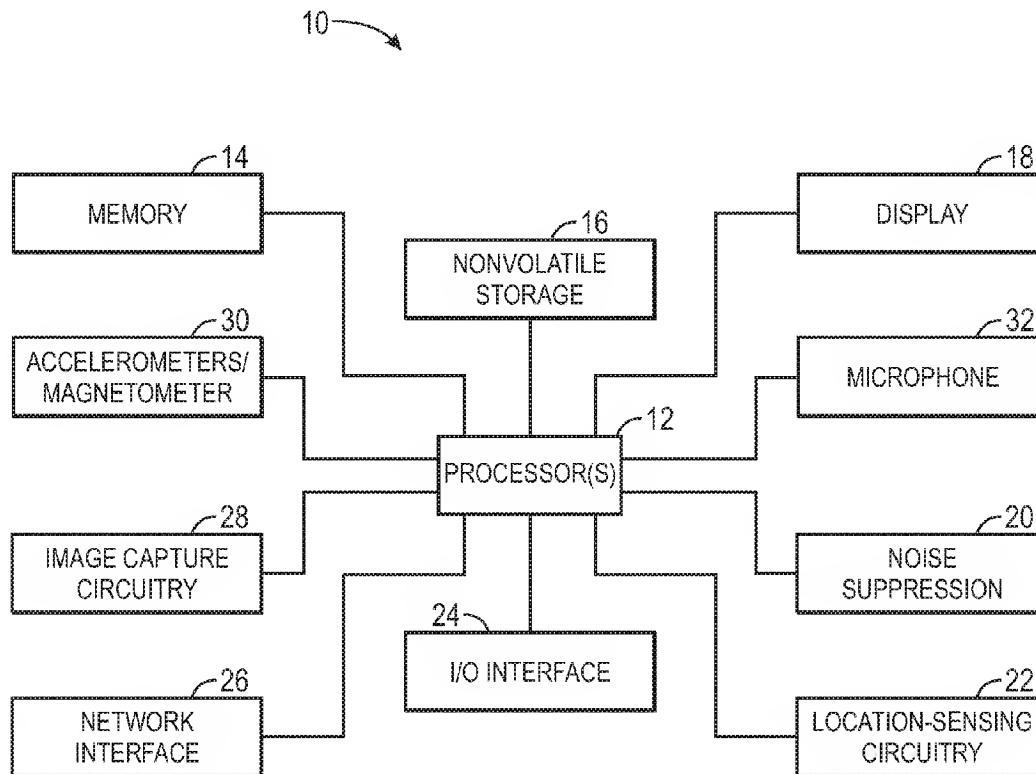 10
14
MEMORY
18
DISPLAY
16
NONVOLATILE
STORAGE
30
ACCELEROMETERS/
MAGNETOMETER
32
MICROPHONE
12
PROCESSOR(S)
28
IMAGE CAPTURE
CIRCUITRY
20
NOISE
SUPPRESSION
24
I/O INTERFACE
26
NETWORK
INTERFACE
22
LOCATION-SENSING
CIRCUITRY